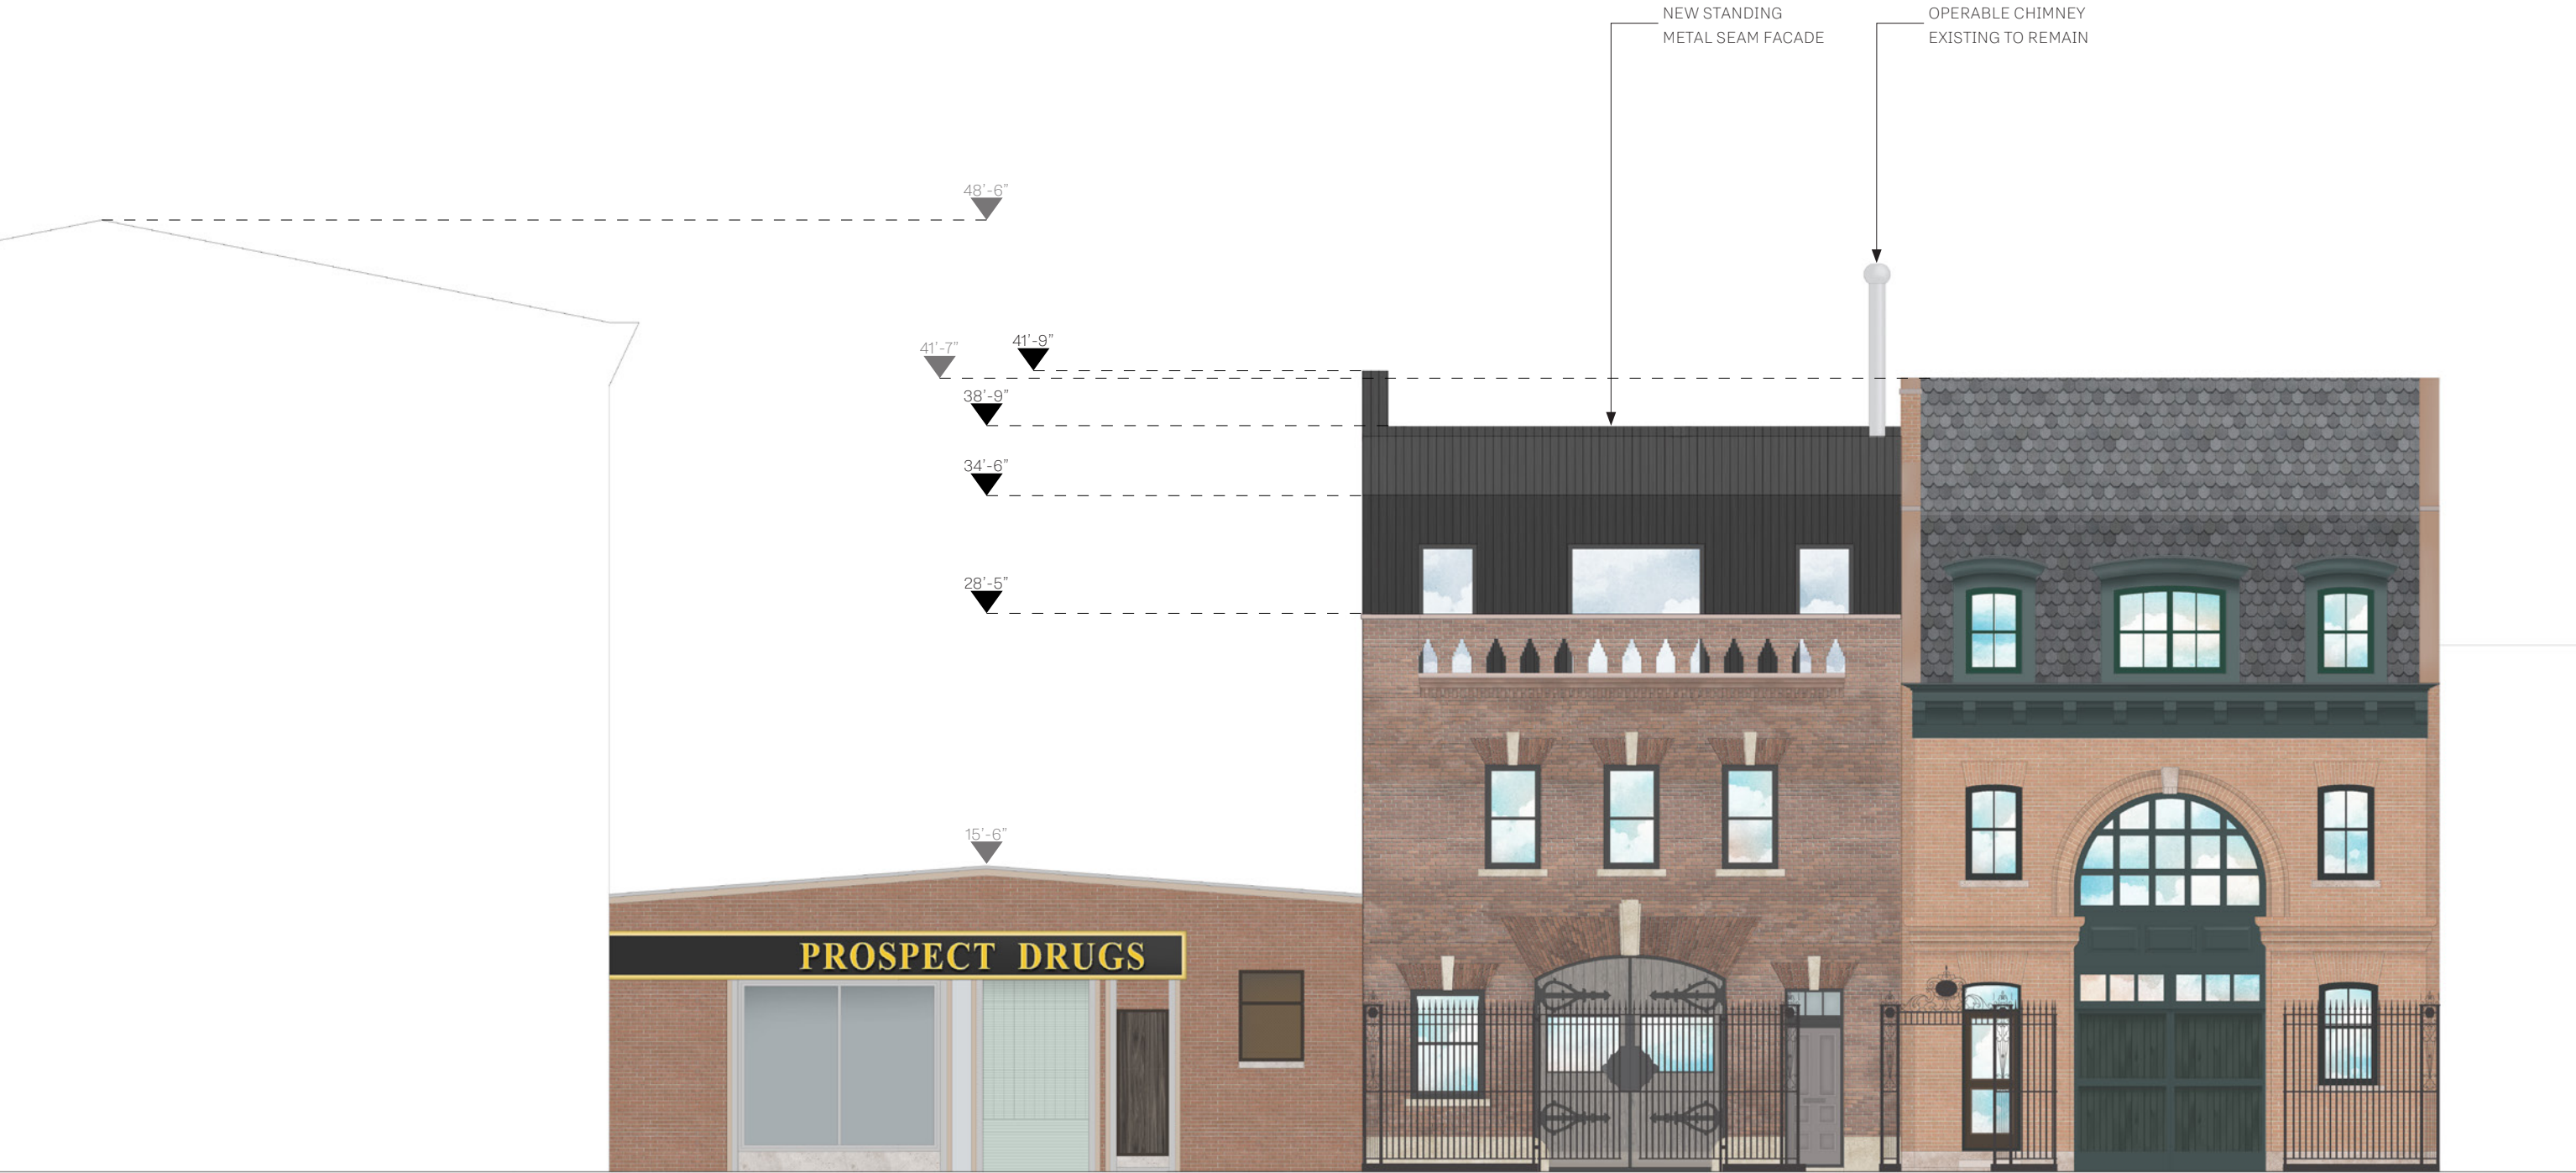 NEW STANDING
METAL SEAM FACADE
OPERABLE CHIMNEY
EXISTING TO REMAIN
48'-6"
41'-7"
41'-9"
38'-9"
34'-6"
28'-5"
15'-6"
PROSPECT DRUGS